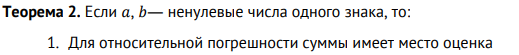 Теорема 2. Если a, b— ненулевые числа одного знака, то:
1. Для относительной погрешности суммы имеет место оценка